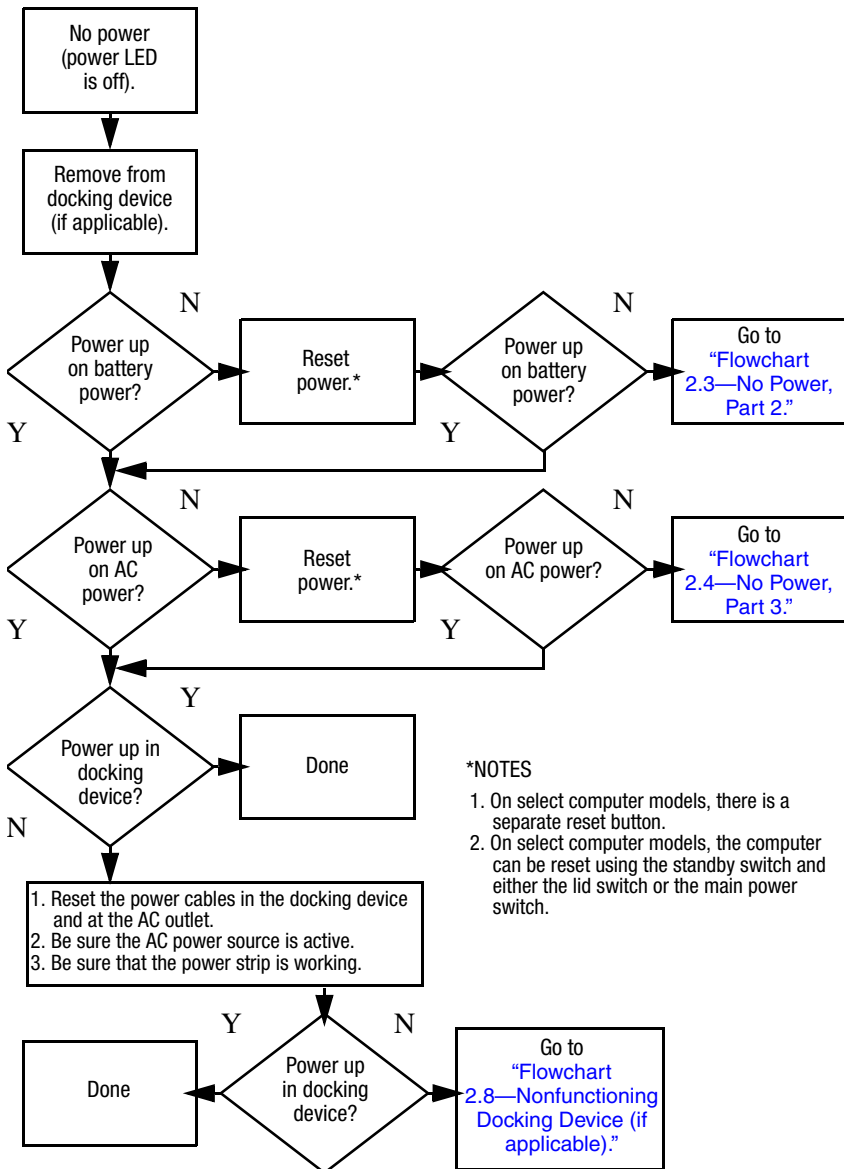 No power
(power LED
is off).
Remove from
docking device
(if applicable).
N
N
Power up
on battery
power?
Reset
power.*
Power up
on battery
power?
Go to
“Flowchart
2.3—No Power,
Part 2.”
Y
Y
N
N
Power up
on AC
power?
Reset
power.*
Power up
on AC power?
Go to
“Flowchart
2.4—No Power,
Part 3.”
Y
Y
Y
Power up in
docking
device?
Done
N
*NOTES
1. On select computer models, there is a
separate reset button.
2. On select computer models, the computer
can be reset using the standby switch and
either the lid switch or the main power
switch.
1. Reset the power cables in the docking device
and at the AC outlet.
2. Be sure the AC power source is active.
3. Be sure that the power strip is working.
Y
N
Done
Power up
in docking
device?
Go to
“Flowchart
2.8—Nonfunctioning
Docking Device (if
applicable).”